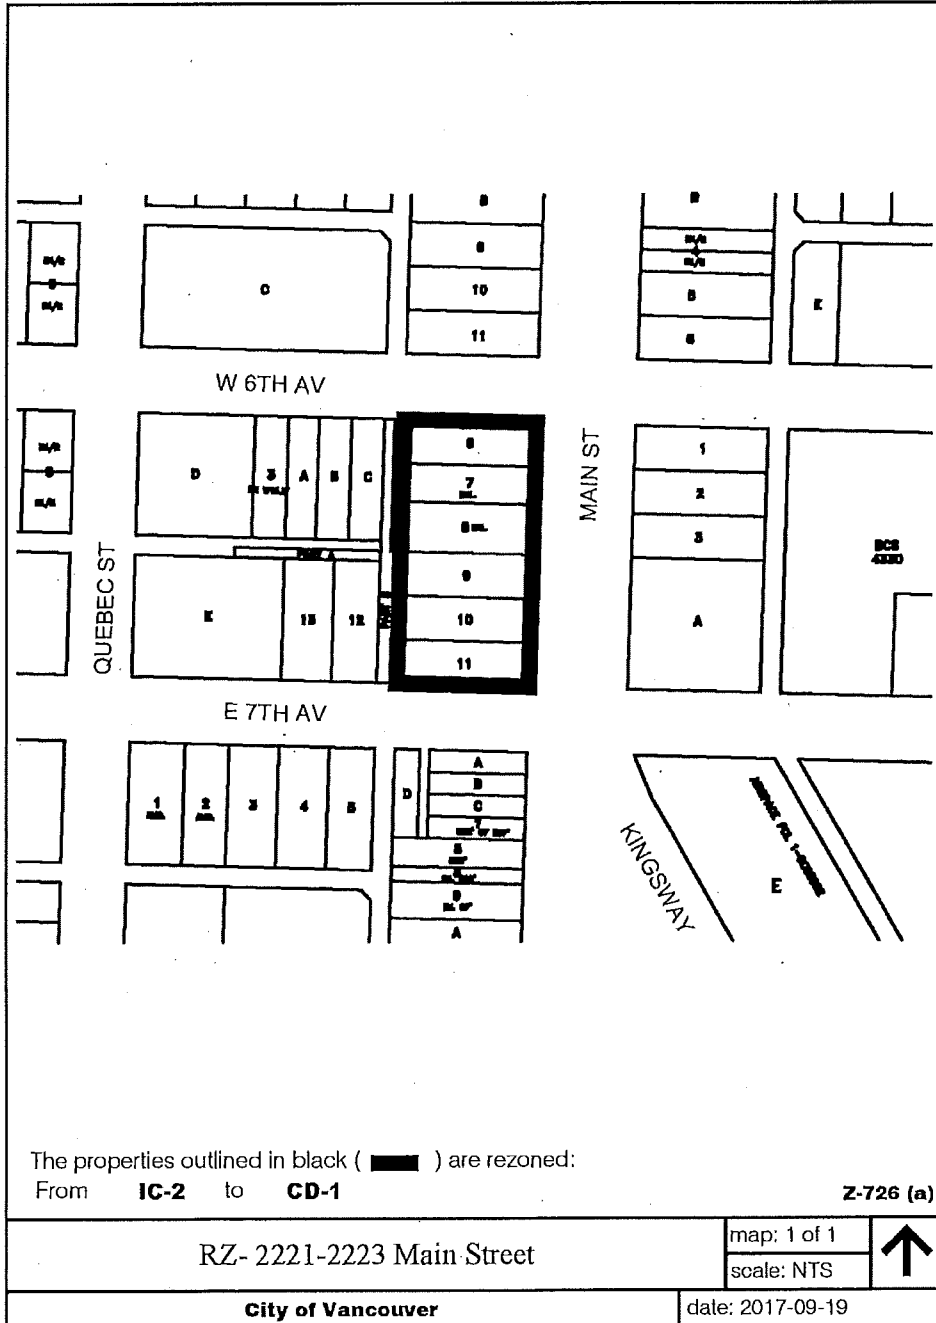 8 R
9
10
11
C
B
6
E
W 6TH AV
D 3 A B C
6
7
8
9
10
11
MAIN ST
1
2
3
A
BCS
QUEBEC ST
E 13 12
E 7TH AV
1 2 3 4 5
D
A
B
C
7
B
A
KINGSWAY
E
The properties outlined in black ( ) are rezoned:
From IC-2 to CD-1
Z-726 (a)
RZ- 2221-2223 Main Street
map: 1 of 1
scale: NTS
City of Vancouver
date: 2017-09-19